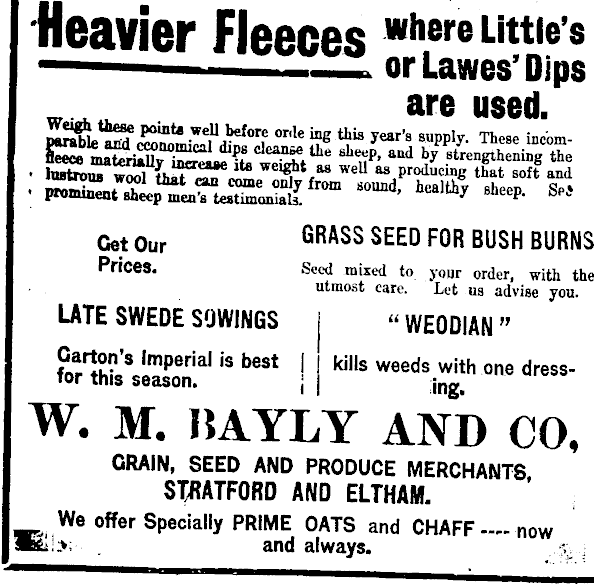 Heavier Fleeces where Little's
or Lawes' Dips
are used.
Weigh these points well before orde ing this year's supply. These incom-
parable and economical dips cleanse the sheep, and by strengthening the
fleece materially increase its weight as well as producing that soft and
lustrous wool that can come only from sound, healthy sheep. See
prominent sheep men's testimonials.
Get Our
Prices.
GRASS SEED FOR BUSH BURNS
Seed mixed to your order, with the
utmost care. Let us advise you.
LATE SWEDE SOWINGS
Garton's Imperial is best
for this season.
"WEODIAN"
kills weeds with one dress-
ing.
W. M. BAYLY AND CO,
GRAIN, SEED AND PRODUCE MERCHANTS,
STRATFORD AND ELTHAM.
We offer Specially PRIME OATS and CHAFF ---- now
and always.